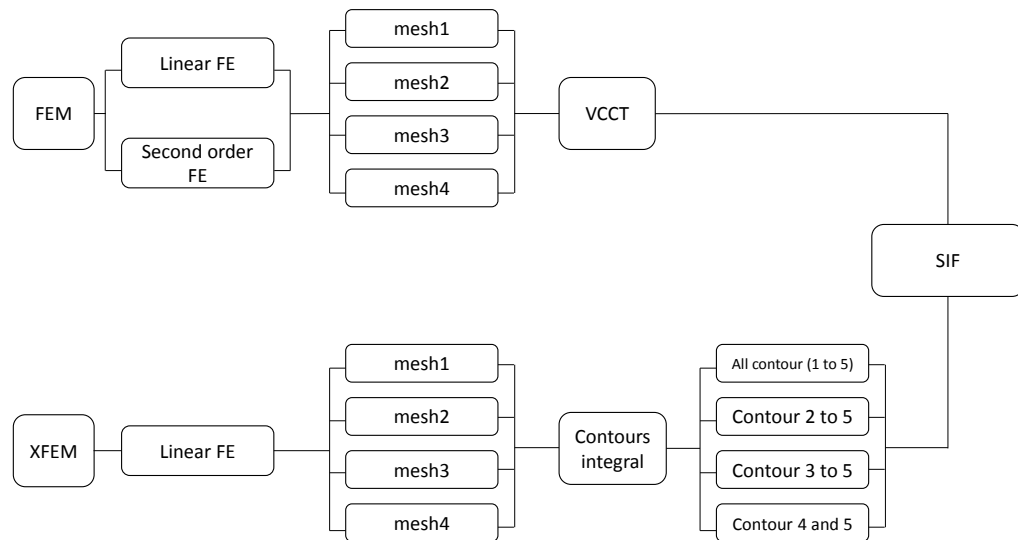 FEM
Linear FE
Second order
FE
mesh1
mesh2
mesh3
mesh4
VCCT
SIF
XFEM
Linear FE
mesh1
mesh2
mesh3
mesh4
Contours
integral
All contour (1 to 5)
Contour 2 to 5
Contour 3 to 5
Contour 4 and 5